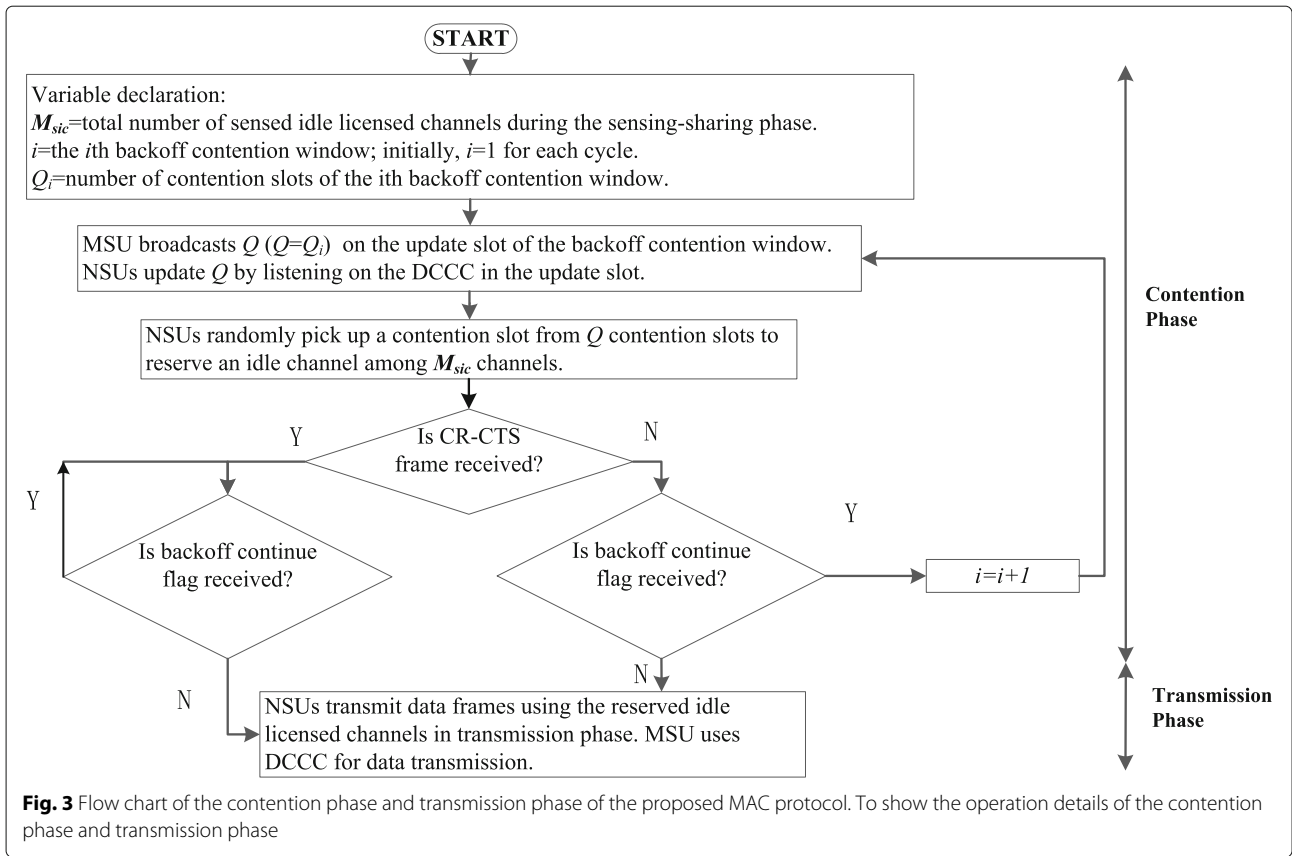 START
Variable declaration:
Msic=total number of sensed idle licensed channels during the sensing-sharing phase.
i=the ith backoff contention window; initially, i=1 for each cycle.
Qi=number of contention slots of the ith backoff contention window.
MSU broadcasts Q (Q=Qi) on the update slot of the backoff contention window.
NSUs update Q by listening on the DCCC in the update slot.
Contention
Phase
NSUs randomly pick up a contention slot from Q contention slots to
reserve an idle channel among Msic channels.
Y
Is CR-CTS
frame received?
N
Y
Is backoff continue
flag received?
Is backoff continue
flag received?
Y
i=i+1
N
N
NSUs transmit data frames using the reserved idle
licensed channels in transmission phase. MSU uses
DCCC for data transmission.
Transmission
Phase
Fig. 3 Flow chart of the contention phase and transmission phase of the proposed MAC protocol. To show the operation details of the contention
phase and transmission phase